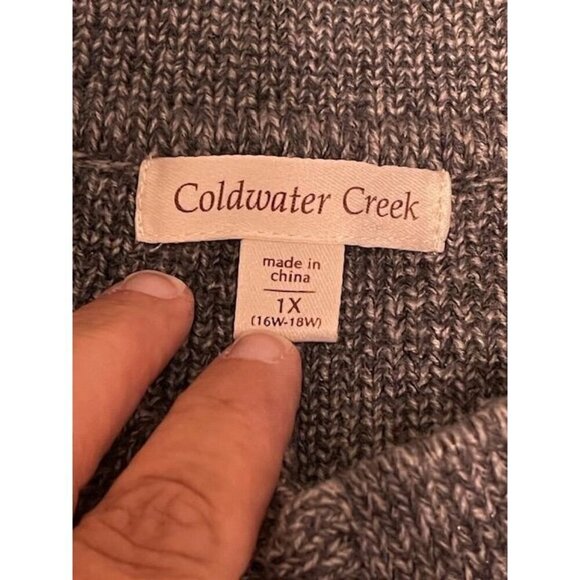 Coldwater Creek
made in
china
1X
(16W-18W)